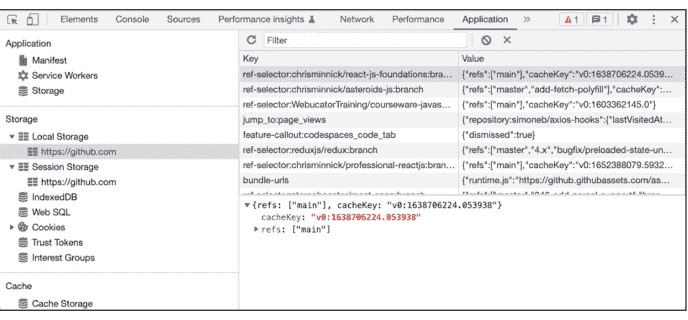 Elements Console Sources Performance insights Network Performance Application » 1 1
Application
Manifest
Service Workers
Storage
Storage
Local Storage
https://github.com
Session Storage
https://github.com
IndexedDB
Web SQL
Cookies
Trust Tokens
Interest Groups
Cache
Cache Storage
Filter
Key Value
ref-selector:chrisminnick/react-js-foundations:bra... {"refs":["main"],"cacheKey":"v0:1638706224.0539...
ref-selector:chrisminnick/asteroids-js:branch {"refs":["master","add-fetch-polyfill"],"cacheKey":...
ref-selector:WebucatorTraining/courseware-javas... {"refs":["main"],"cacheKey":"v0:1603362145.0"}
jump_to:page_views {"repository:simoneb/axios-hooks":{"lastVisitedAt...
feature-callout:codespaces_code_tab {"dismissed":true}
ref-selector:reduxjs/redux:branch {"refs":["master","4.x","bugfix/preloaded-state-un...
ref-selector:chrisminnick/professional-reactjs:bran... {"refs":["main"],"cacheKey":"v0:1652388079.5932...
bundle-urls {"runtime.js":"https://github.githubassets.com/as...
{refs: ["main"], cacheKey: "v0:1638706224.053938"}
cacheKey: "v0:1638706224.053938"
refs: ["main"]